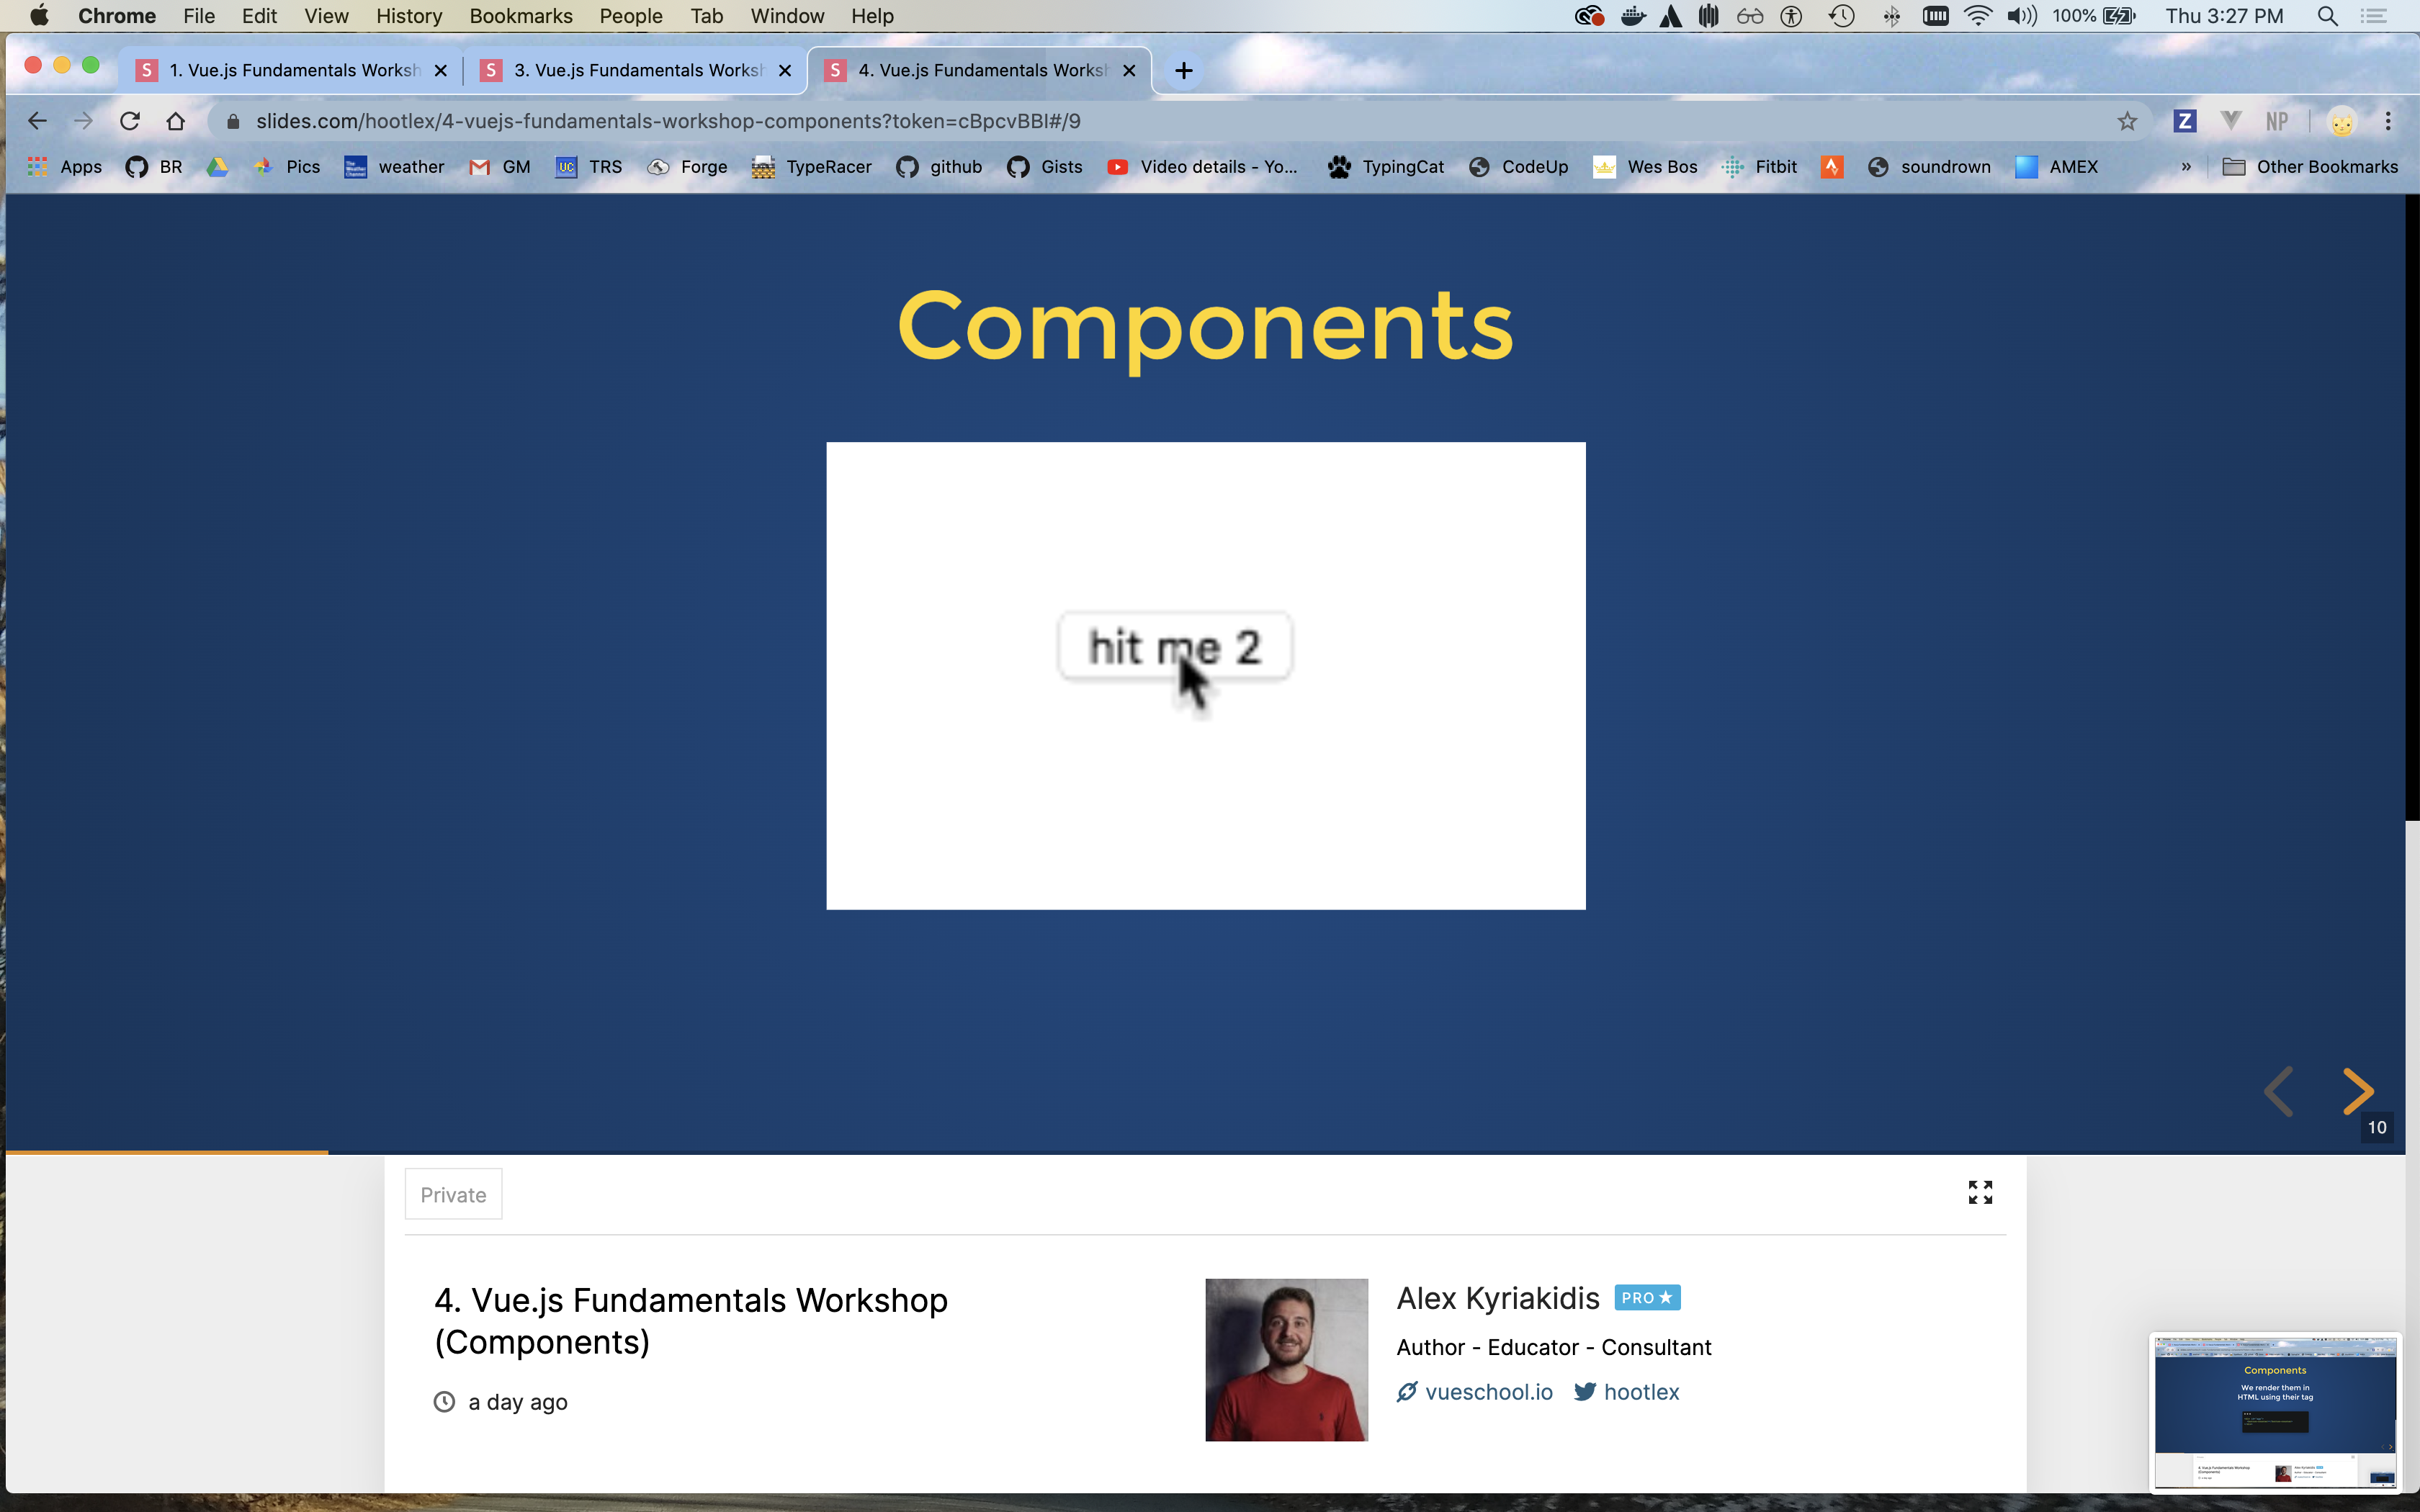 Chrome File Edit View History Bookmarks People Tab Window Help 100% Thu 3:27 PM
S 1. Vue.js Fundamentals Worksh S 3. Vue.js Fundamentals Worksh S 4. Vue.js Fundamentals Worksh
slides.com/hootlex/4-vuejs-fundamentals-workshop-components?token=cBpcvBBI#/9 Z NP
Apps BR Pics weather GM UC TRS Forge TypeRacer github Gists Video details - Yo... TypingCat CodeUp Wes Bos Fitbit soundrown AMEX » Other Bookmarks
Components
hit me 2
10
Private
4. Vue.js Fundamentals Workshop
(Components)
a day ago
Alex Kyriakidis PRO
Author - Educator - Consultant
vueschool.io hootlex
Components
We render them in
HTML using their tag